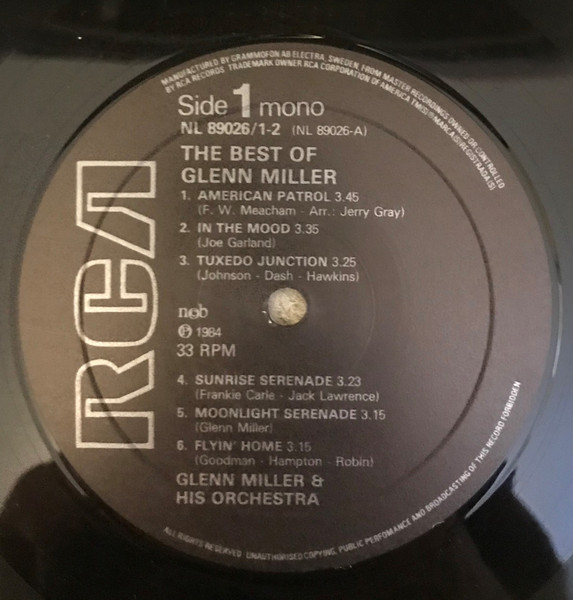 MANUFACTURED BY GRAMMOFON AB ELECTRA, SWEDEN, FROM MASTER RECORDINGS OWNED OR CONTROLLED
BY RCA RECORDS. TRADEMARK OWNER RCA CORPORATION OF AMERICA TM(S)® MARCA(S) REGISTRADA(S)
Side 1 mono
NL 89026/1-2 (NL 89026-A)
THE BEST OF
GLENN MILLER
1. AMERICAN PATROL 3.45
(F. W. Meacham - Arr.: Jerry Gray)
2. IN THE MOOD 3.35
(Joe Garland)
3. TUXEDO JUNCTION 3.25
(Johnson - Dash - Hawkins)
RCA
ncb
℗ 1984
33 RPM
4. SUNRISE SERENADE 3.23
(Frankie Carle - Jack Lawrence)
5. MOONLIGHT SERENADE 3.15
(Glenn Miller)
6. FLYIN' HOME 3.15
(Goodman - Hampton - Robin)
GLENN MILLER &
HIS ORCHESTRA
ALL RIGHTS RESERVED. UNAUTHORISED COPYING, PUBLIC PERFOMANCE AND BROADCASTING OF THIS RECORD FORBIDDEN